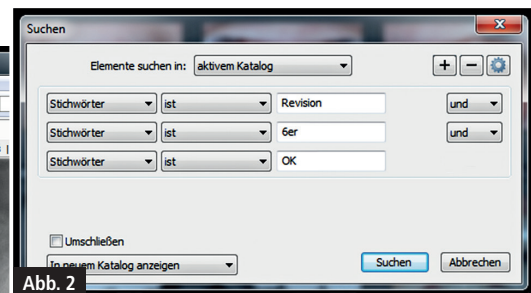 Suchen
Elemente suchen in: aktivem Katalog + −
Stichwörter ist Revision und
Stichwörter ist 6er und
Stichwörter ist OK
Umschließen
In neuem Katalog anzeigen Suchen Abbrechen
Abb. 2